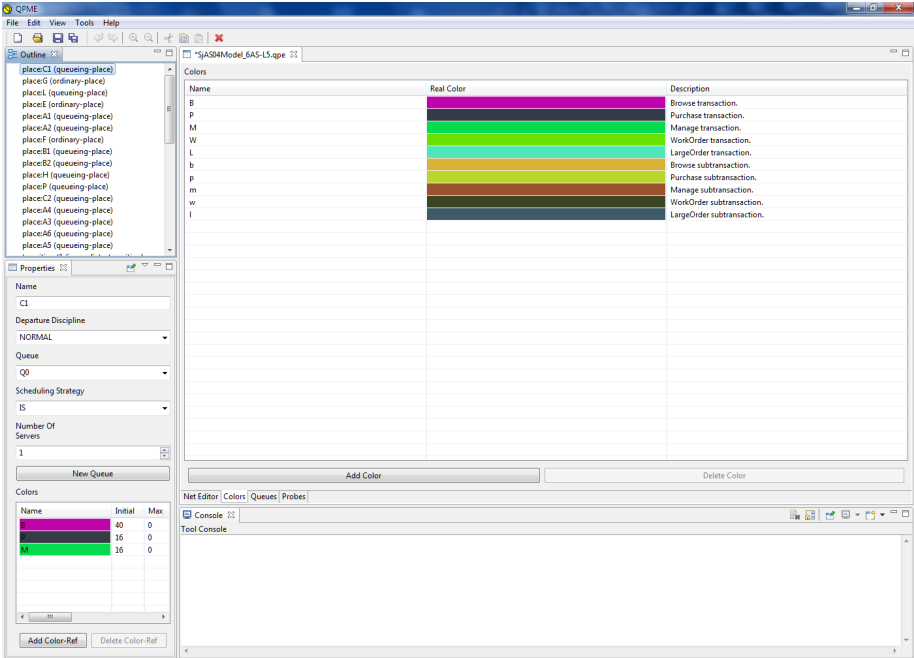 QPME
File Edit View Tools Help
Outline
place:C1 (queueing-place)
place:G (ordinary-place)
place:L (queueing-place)
place:E (ordinary-place)
place:A1 (queueing-place)
place:A2 (queueing-place)
place:F (ordinary-place)
place:B1 (queueing-place)
place:B2 (queueing-place)
place:H (queueing-place)
place:P (queueing-place)
place:C2 (queueing-place)
place:A4 (queueing-place)
place:A3 (queueing-place)
place:A6 (queueing-place)
place:A5 (queueing-place)
Properties
Name
C1
Departure Discipline
NORMAL
Queue
Q0
Scheduling Strategy
IS
Number Of
Servers
1
New Queue
Colors
Name Initial Max
B 40 0
P 16 0
M 16 0
Add Color-Ref Delete Color-Ref
*SjAS04Model_6AS-L5.qpe
Colors
Name Real Color Description
B Browse transaction.
P Purchase transaction.
M Manage transaction.
W WorkOrder transaction.
L LargeOrder transaction.
b Browse subtransaction.
p Purchase subtransaction.
m Manage subtransaction.
w WorkOrder subtransaction.
l LargeOrder subtransaction.
Add Color Delete Color
Net Editor Colors Queues Probes
Console
Tool Console